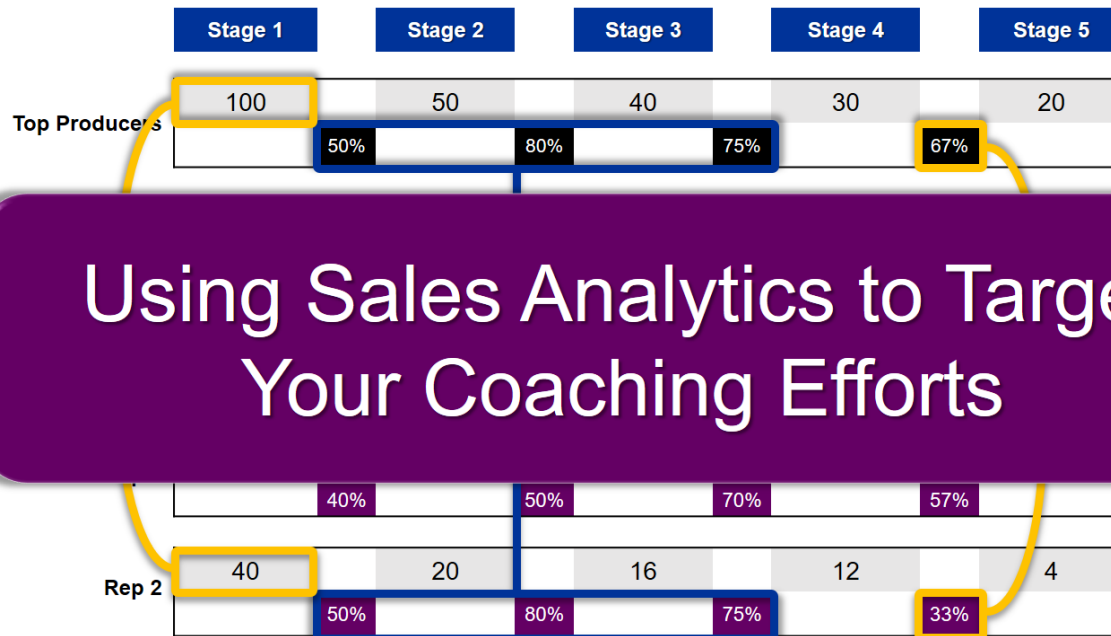 Stage 1 Stage 2 Stage 3 Stage 4 Stage 5
100 50 40 30 20
Top Producers
50% 80% 75% 67%
Using Sales Analytics to Targe
Your Coaching Efforts
40% 50% 70% 57%
40 20 16 12 4
Rep 2
50% 80% 75% 33%